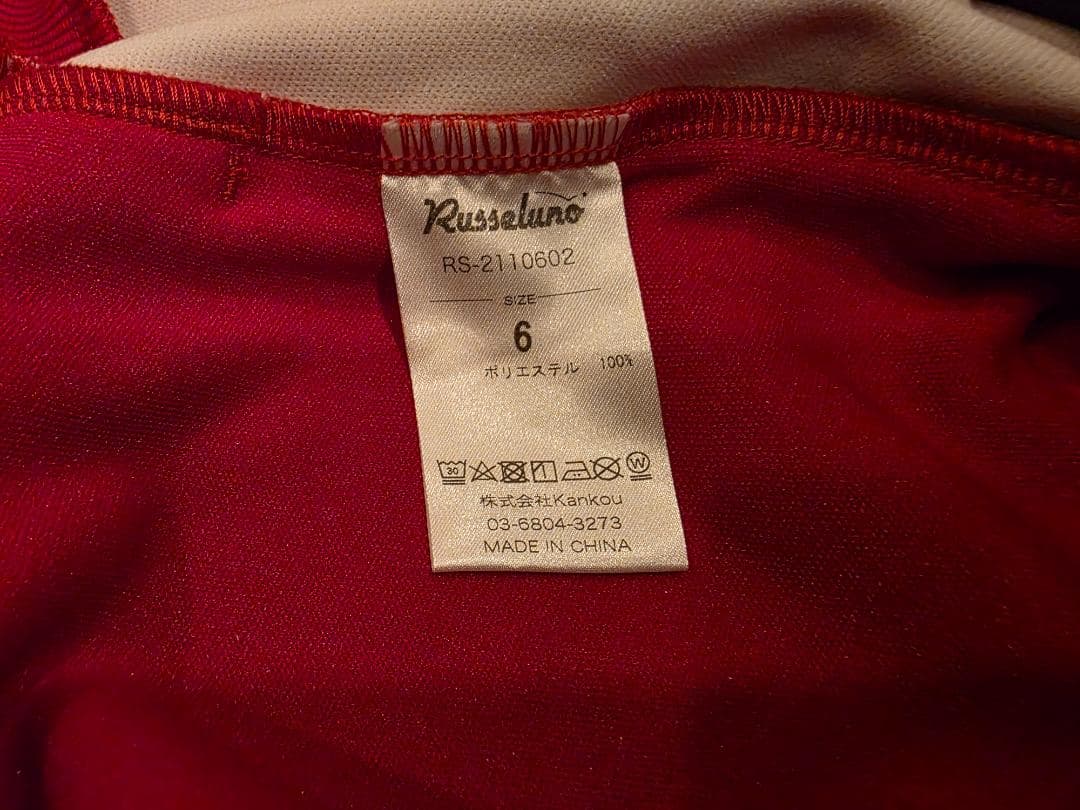 Russeluno
RS-2110602
SIZE
6
ポリエステル 100%
30 W
株式会社Kankou
03-6804-3273
MADE IN CHINA